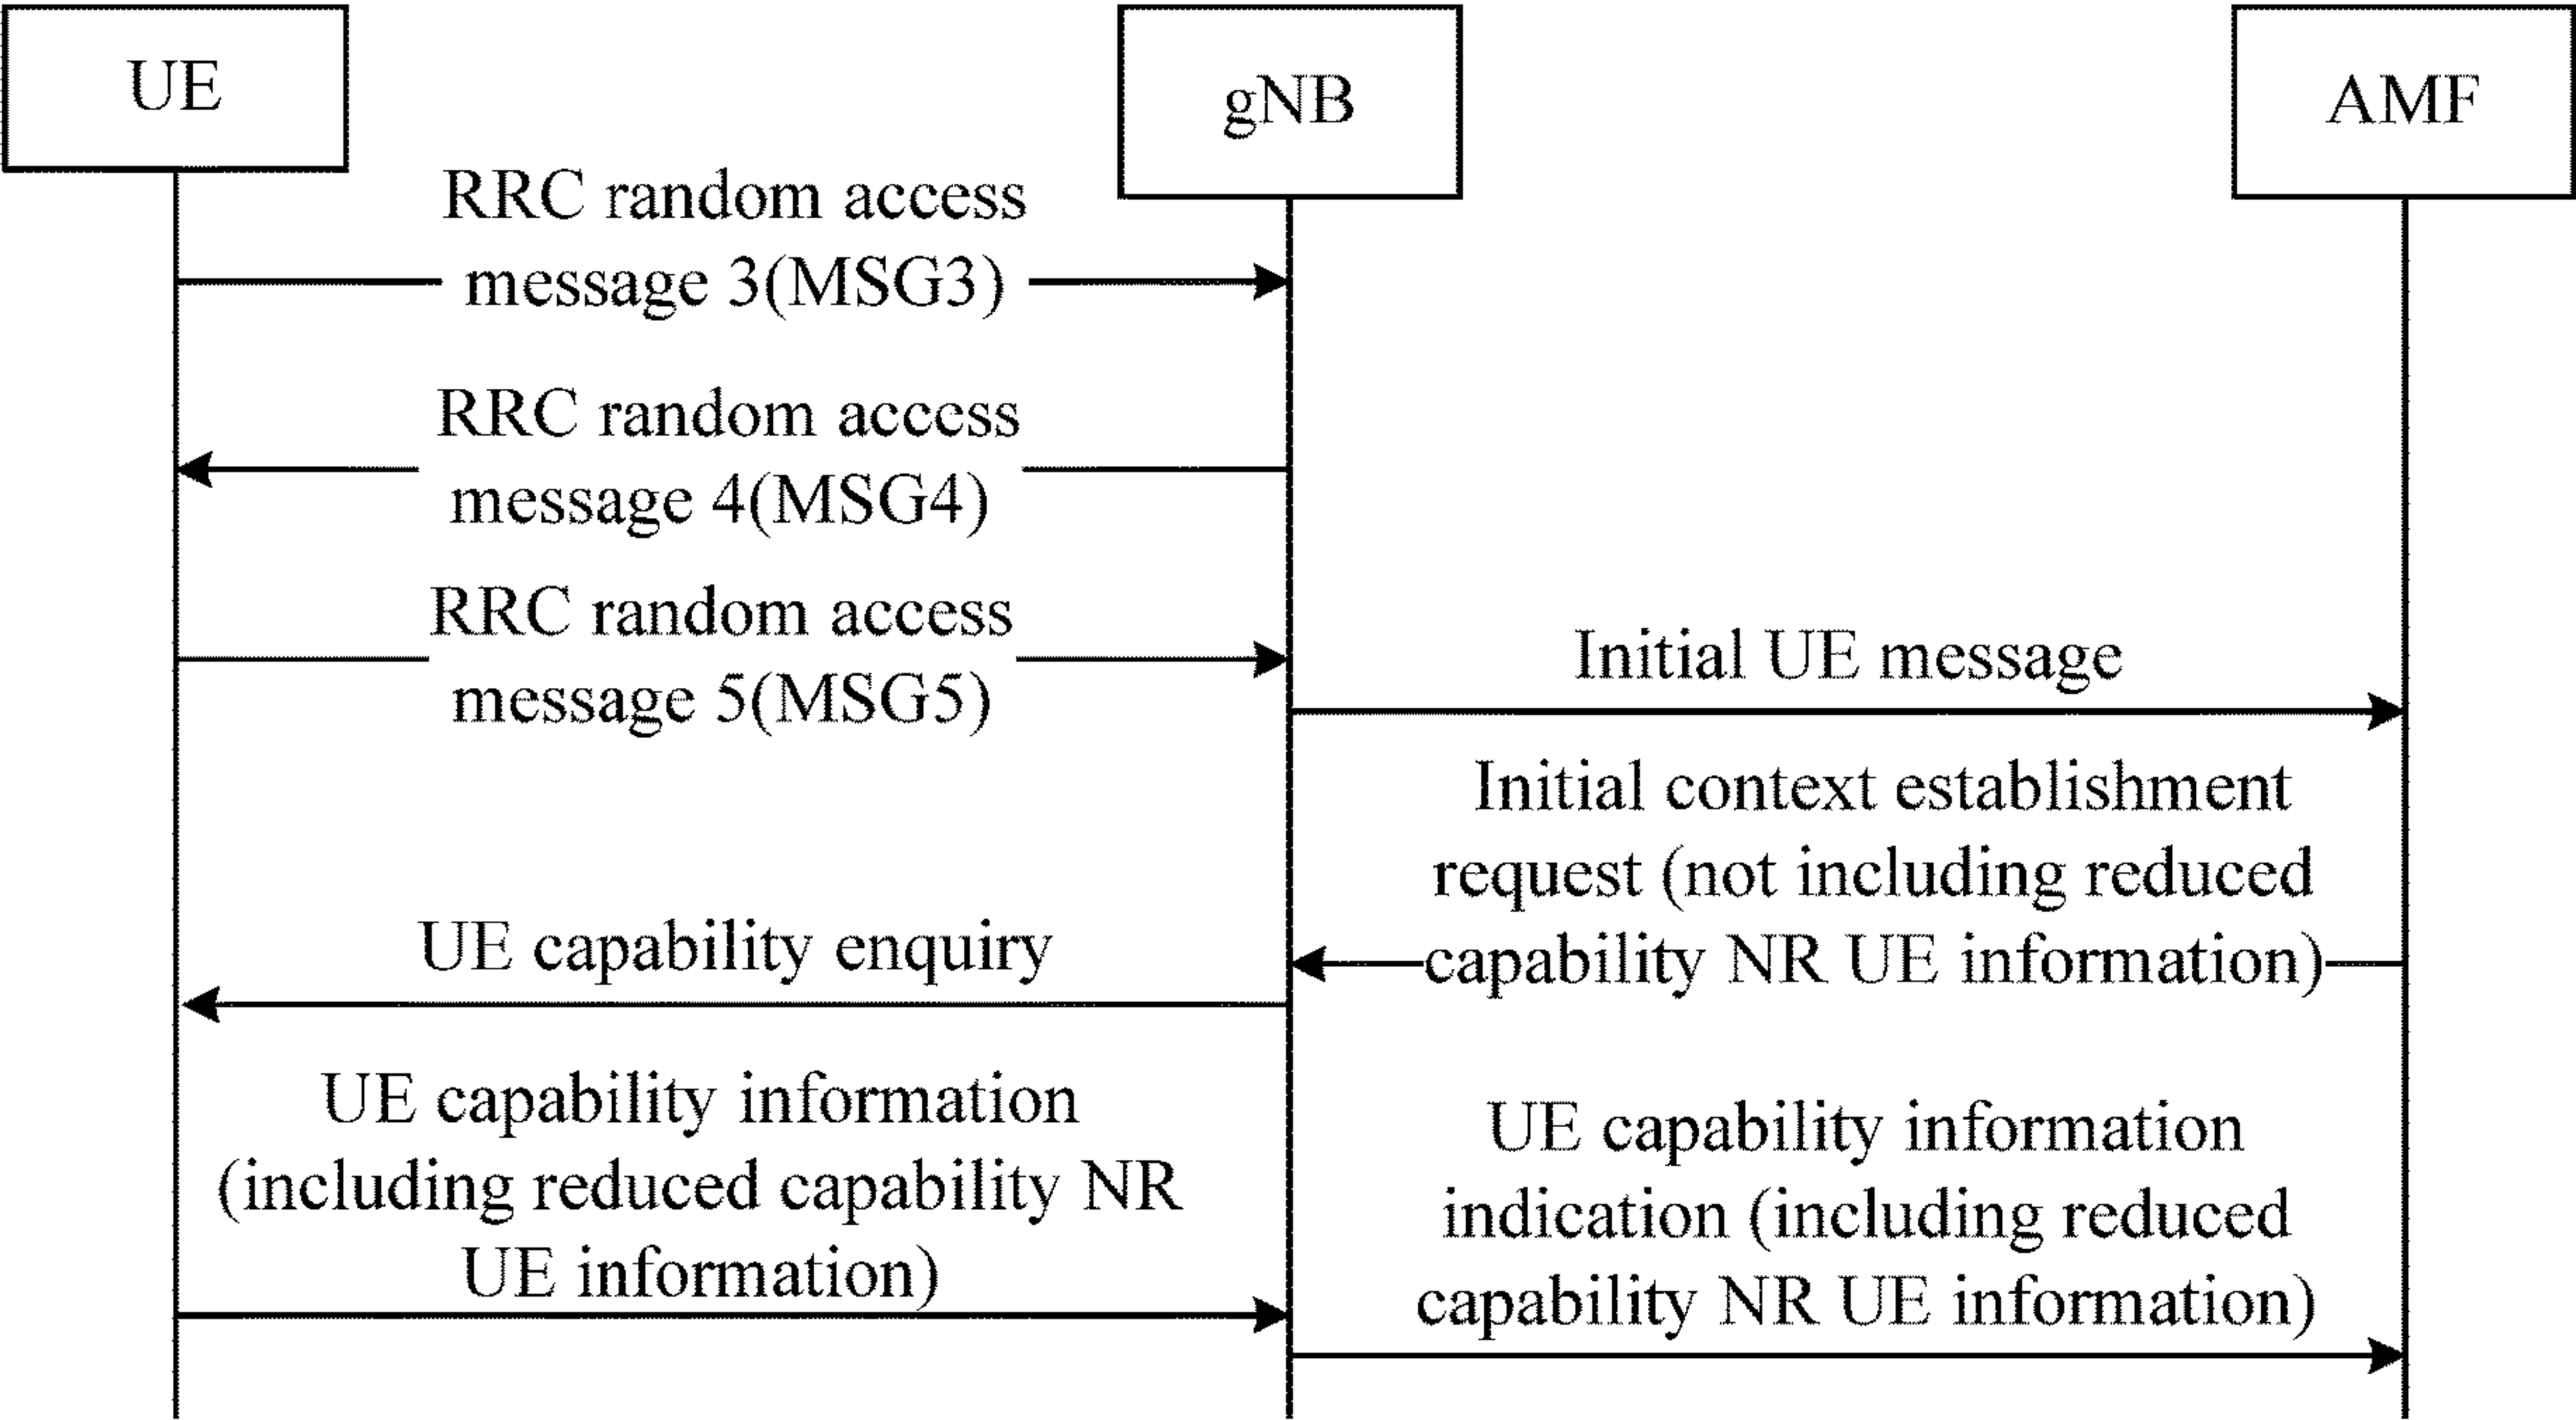 UE
gNB
AMF
RRC random access
message 3(MSG3)
RRC random access
message 4(MSG4)
RRC random access
message 5(MSG5)
Initial UE message
Initial context establishment
request (not including reduced
capability NR UE information)
UE capability enquiry
UE capability information
(including reduced capability NR
UE information)
UE capability information
indication (including reduced
capability NR UE information)